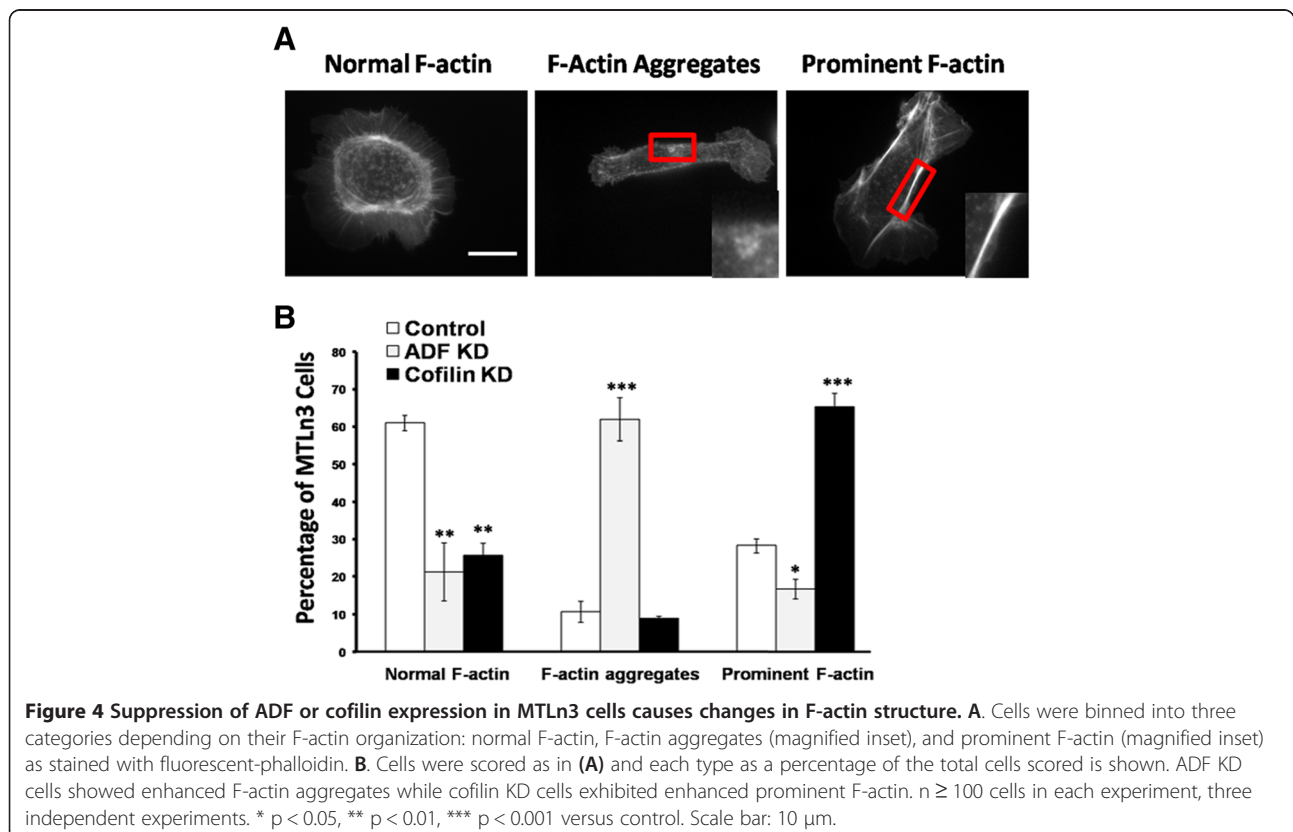 A
Normal F-actin
F-Actin Aggregates
Prominent F-actin
B
Control
ADF KD
Cofilin KD
Percentage of MTLn3 Cells
80
70
60
50
40
30
20
10
0
**
**
***
*
***
Normal F-actin
F-actin aggregates
Prominent F-actin
Figure 4 Suppression of ADF or cofilin expression in MTLn3 cells causes changes in F-actin structure. A. Cells were binned into three
categories depending on their F-actin organization: normal F-actin, F-actin aggregates (magnified inset), and prominent F-actin (magnified inset)
as stained with fluorescent-phalloidin. B. Cells were scored as in (A) and each type as a percentage of the total cells scored is shown. ADF KD
cells showed enhanced F-actin aggregates while cofilin KD cells exhibited enhanced prominent F-actin. n ≥ 100 cells in each experiment, three
independent experiments. * p < 0.05, ** p < 0.01, *** p < 0.001 versus control. Scale bar: 10 μm.